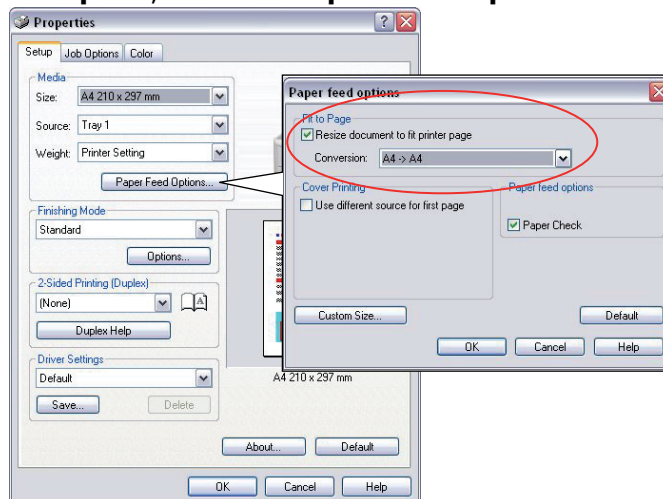 Properties
Setup Job Options Color
Media
Size: A4 210 x 297 mm
Source: Tray 1
Weight: Printer Setting
Paper Feed Options...
Finishing Mode
Standard
Options...
2-Sided Printing (Duplex)
(None)
A
Duplex Help
Driver Settings
Default
Save... Delete
A4 210 x 297 mm
About... Default
OK Cancel Help
Paper feed options
Fit to Page
Resize document to fit printer page
Conversion: A4 -> A4
Cover Printing
Use different source for first page
Paper feed options
Paper Check
Custom Size... Default
OK Cancel Help